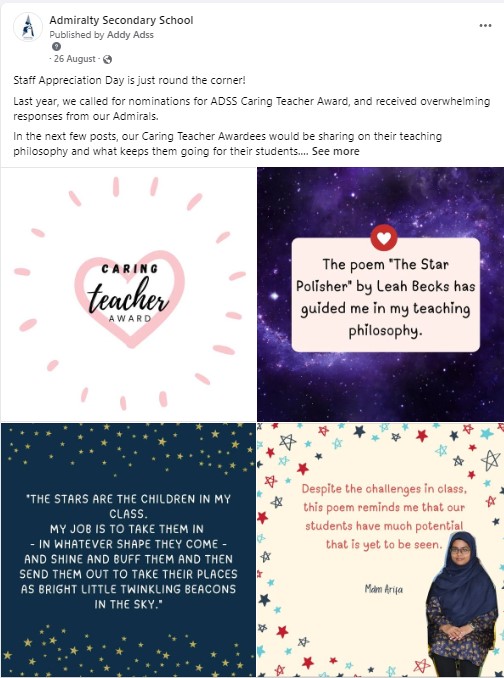 Admiralty Secondary School
Published by Addy Adss
· 26 August ·
Staff Appreciation Day is just round the corner!
Last year, we called for nominations for ADSS Caring Teacher Award, and received overwhelming
responses from our Admirals.
In the next few posts, our Caring Teacher Awardees would be sharing on their teaching
philosophy and what keeps them going for their students.... See more
CARING
teacher
AWARD
The poem "The Star
Polisher" by Leah Becks has
guided me in my teaching
philosophy.
"THE STARS ARE THE CHILDREN IN MY
CLASS.
MY JOB IS TO TAKE THEM IN
- IN WHATEVER SHAPE THEY COME -
AND SHINE AND BUFF THEM AND THEN
SEND THEM OUT TO TAKE THEIR PLACES
AS BRIGHT LITTLE TWINKLING BEACONS
IN THE SKY."
Despite the challenges in class,
this poem reminds me that our
students have much potential
that is yet to be seen.
Mdm Arifa